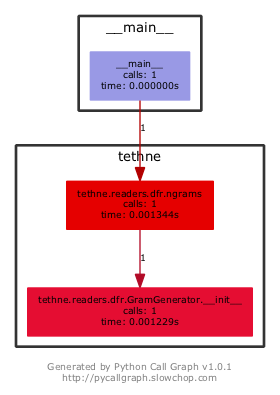 __main__
__main__
calls: 1
time: 0.000000s
1
tethne
tethne.readers.dfr.ngrams
calls: 1
time: 0.001344s
1
tethne.readers.dfr.GramGenerator.__init__
calls: 1
time: 0.001229s
Generated by Python Call Graph v1.0.1
http://pycallgraph.slowchop.com